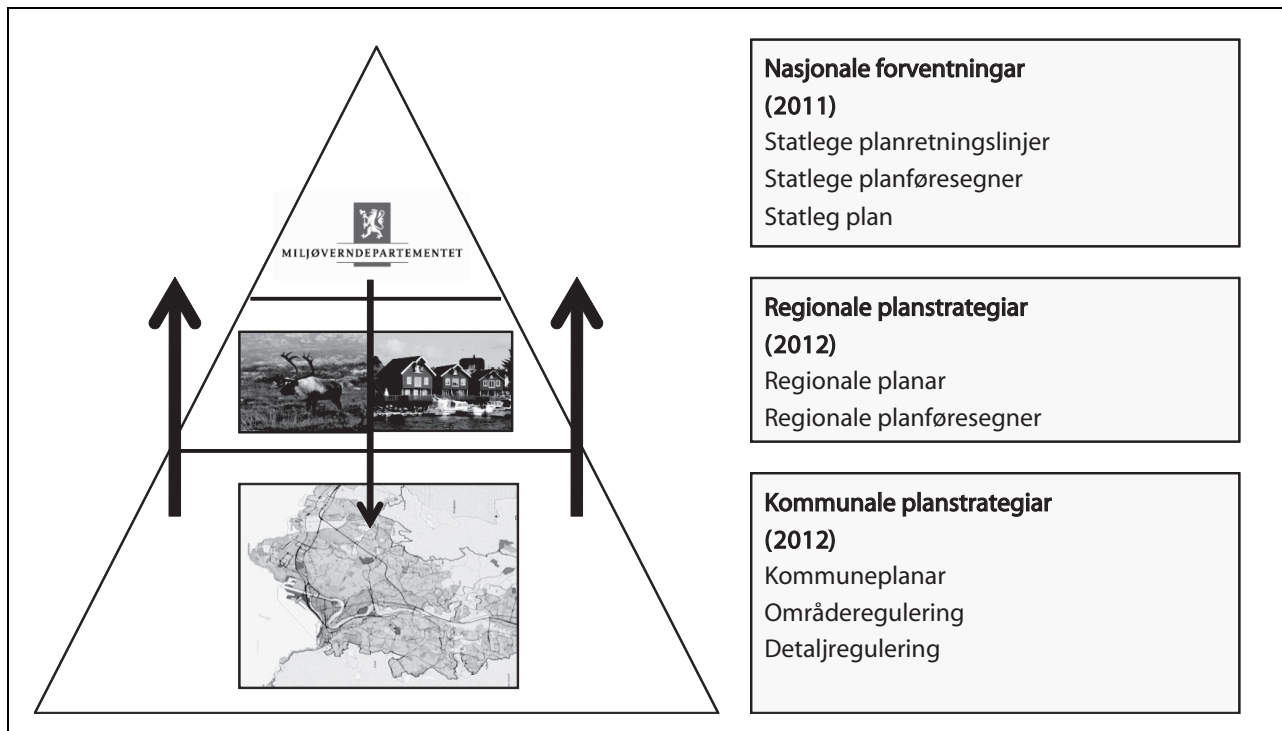 MILJØVERNDEPARTEMENTET
Nasjonale forventningar
(2011)
Statlege planretningslinjer
Statlege planføresegner
Statleg plan
Regionale planstrategiar
(2012)
Regionale planar
Regionale planføresegner
Kommunale planstrategiar
(2012)
Kommuneplanar
Områderegulering
Detaljregulering